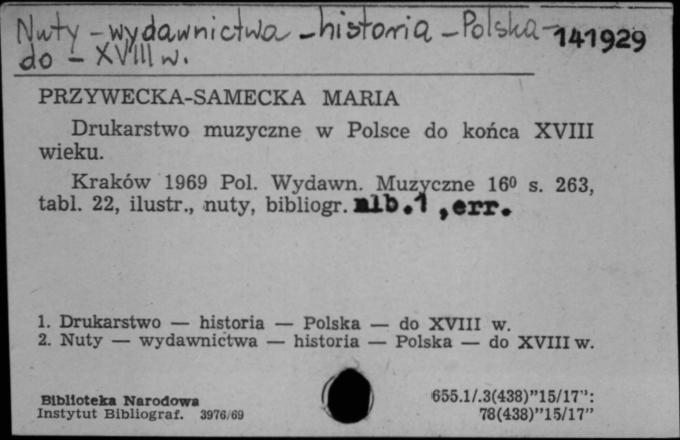 Nuty - wydawnictwa - historia - Polska -
do - XVIII w.
141929
PRZYWECKA-SAMECKA MARIA
Drukarstwo muzyczne w Polsce do końca XVIII
wieku.
Kraków 1969 Pol. Wydawn. Muzyczne 16⁰ s. 263,
tabl. 22, ilustr., nuty, bibliogr. nlb.1 ,err.
1. Drukarstwo — historia — Polska — do XVIII w.
2. Nuty — wydawnictwa — historia — Polska — do XVIII w.
Biblioteka Narodowa
Instytut Bibliograf. 3976/69
655.1/.3(438)"15/17":
78(438)"15/17"